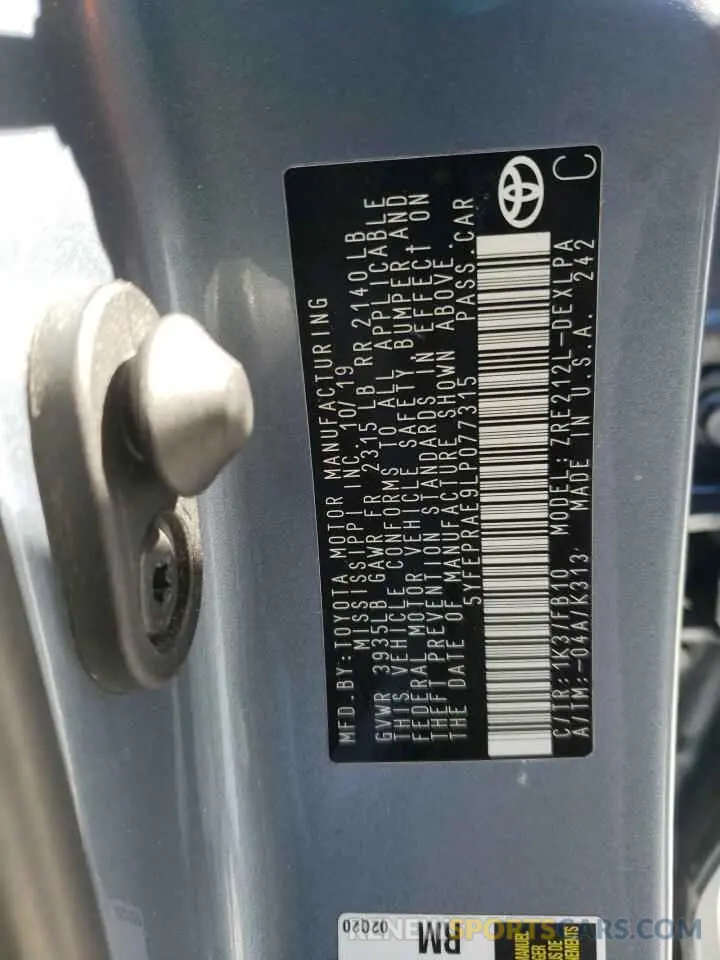 MFD. BY: TOYOTA MOTOR MANUFACTURING
MISSISSIPPI INC. 10/19
GVWR 3935LB GAWR FR 2315 LB RR 2140 LB
THIS VEHICLE CONFORMS TO ALL APPLICABLE
FEDERAL MOTOR VEHICLE SAFETY, BUMPER AND
THEFT PREVENTION STANDARDS IN EFFECT ON
THE DATE OF MANUFACTURE SHOWN ABOVE.
5YFEPRAE9LP077315 PASS. CAR
C/TR: 1K3/FB10 MODEL: ZRE212L-DEXLPA
A/TM:-04A/K313 MADE IN U.S.A. 242
C
02Q20
BM
MANUEL